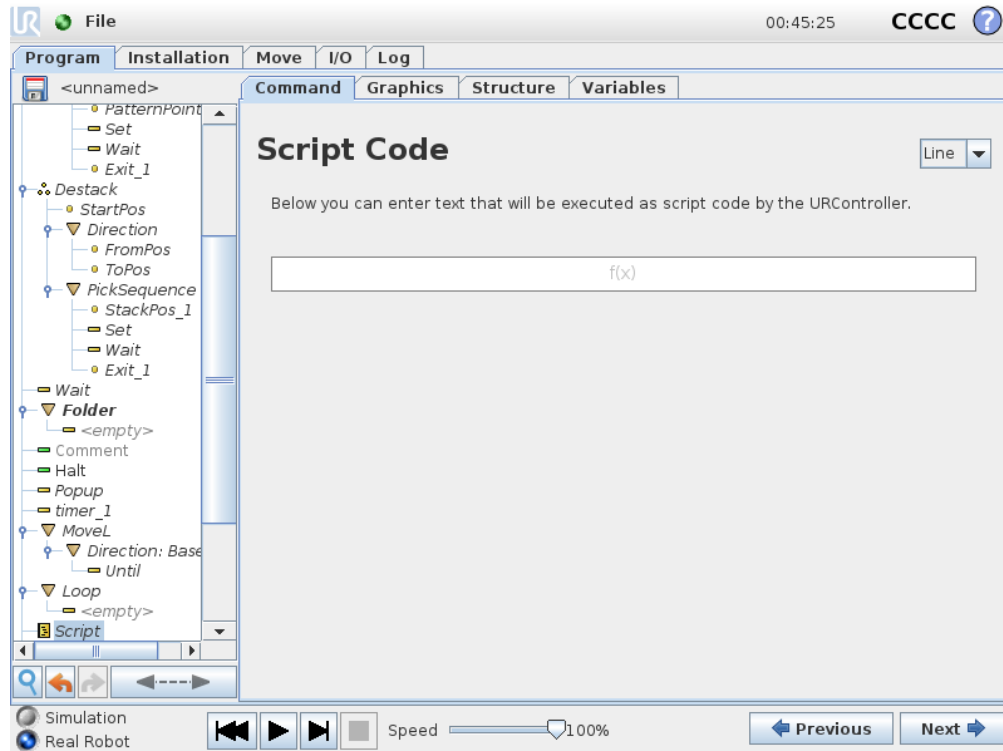 UR File 00:45:25 CCCC ?
Program Installation Move I/O Log
<unnamed>
Command Graphics Structure Variables
PatternPoint
Set
Wait
Exit_1
Destack
StartPos
Direction
FromPos
ToPos
PickSequence
StackPos_1
Set
Wait
Exit_1
Wait
Folder
<empty>
Comment
Halt
Popup
timer_1
MoveL
Direction: Base
Until
Loop
<empty>
Script
Script Code
Line
Below you can enter text that will be executed as script code by the URController.
f(x)
Simulation
Real Robot
Speed 100%
Previous Next